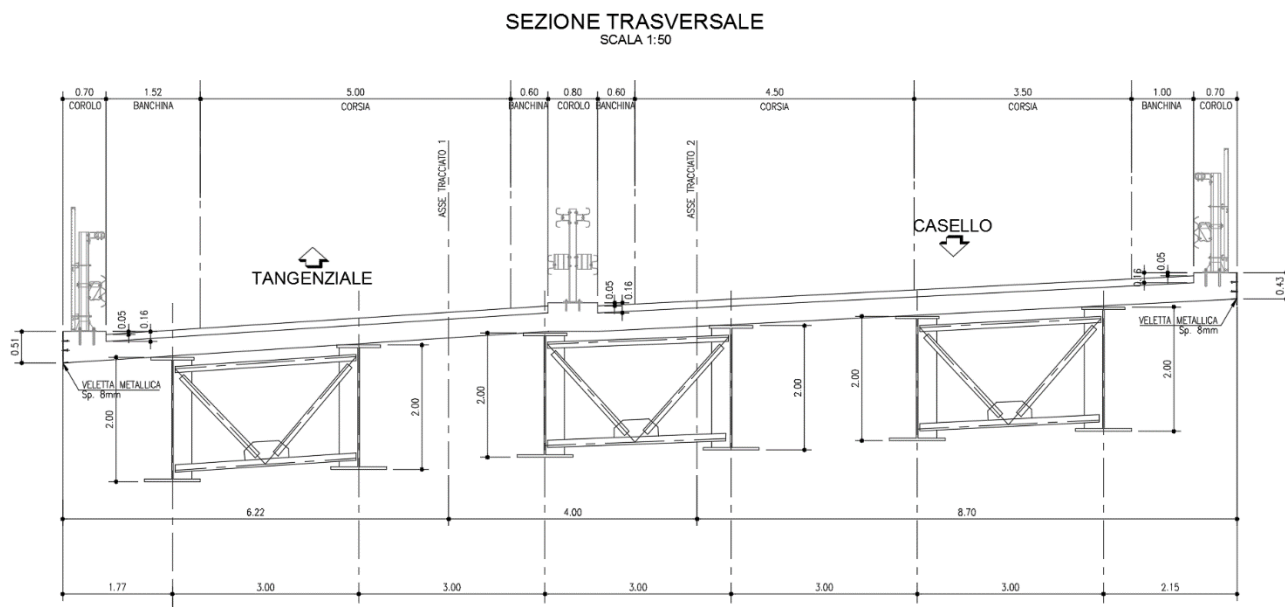 SEZIONE TRASVERSALE
SCALA 1:50
0.70 1.52 5.00 0.60 0.80 0.60 4.50 3.50 1.00 0.70
COROLO BANCHINA CORSIA BANCHINA COROLO BANCHINA CORSIA CORSIA BANCHINA COROLO
ASSE TRACCIATO 1
ASSE TRACCIATO 2
TANGENZIALE
CASELLO
0.05
0.16
0.51
VELETTA METALLICA
Sp. 8mm
0.05
0.16
0.16
0.05
0.43
VELETTA METALLICA
Sp. 8mm
2.00
2.00
2.00
2.00
2.00
2.00
6.22 4.00 8.70
1.77 3.00 3.00 3.00 3.00 3.00 2.15